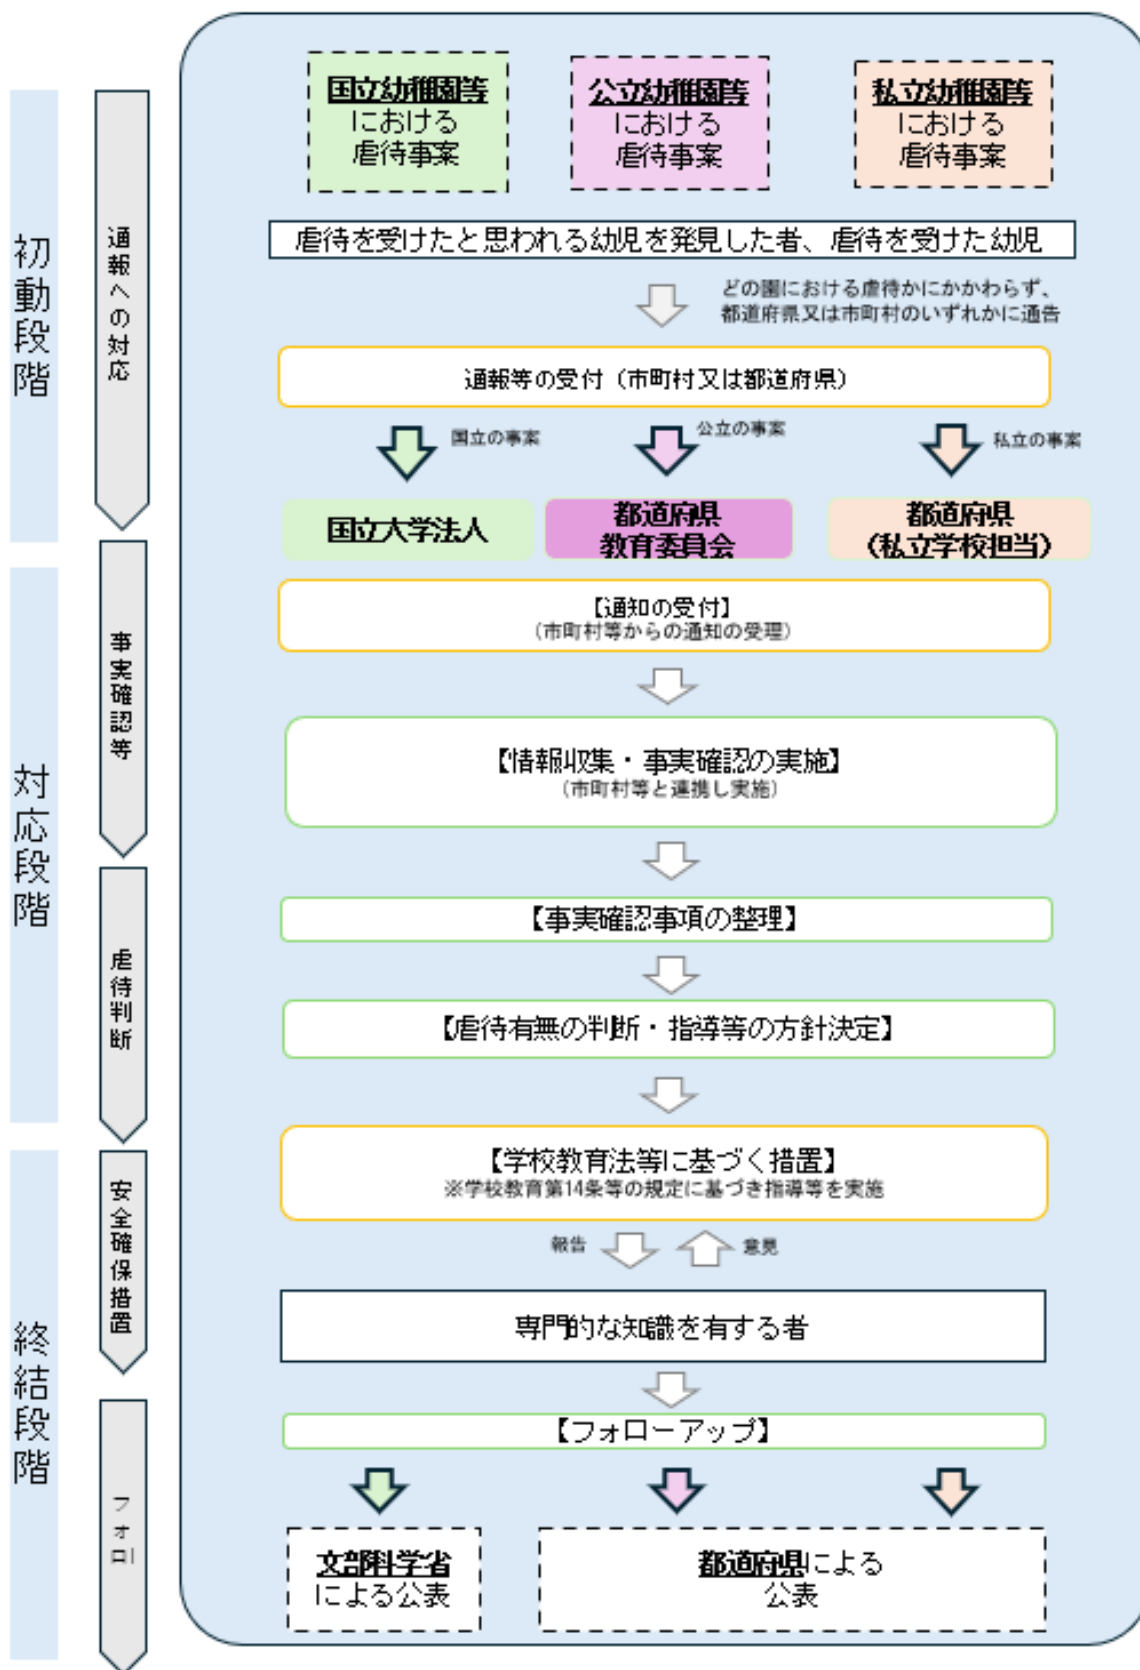 国立幼稚園等
における
虐待事案
公立幼稚園等
における
虐待事案
私立幼稚園等
における
虐待事案
初動段階
通報への対応
虐待を受けたと思われる幼児を発見した者、虐待を受けた幼児
どの園における虐待かにかかわらず、
都道府県又は市町村のいずれかに通告
通報等の受付（市町村又は都道府県）
国立の事案
公立の事案
私立の事案
国立大学法人
都道府県
教育委員会
都道府県
（私立学校担当）
対応段階
事実確認等
【通知の受付】
（市町村等からの通知の受理）
【情報収集・事実確認の実施】
（市町村等と連携し実施）
虐待判断
【事実確認事項の整理】
【虐待有無の判断・指導等の方針決定】
終結段階
安全確保措置
【学校教育法等に基づく措置】
※学校教育第14条等の規定に基づき指導等を実施
報告
意見
専門的な知識を有する者
フォロー
【フォローアップ】
文部科学省
による公表
都道府県による
公表